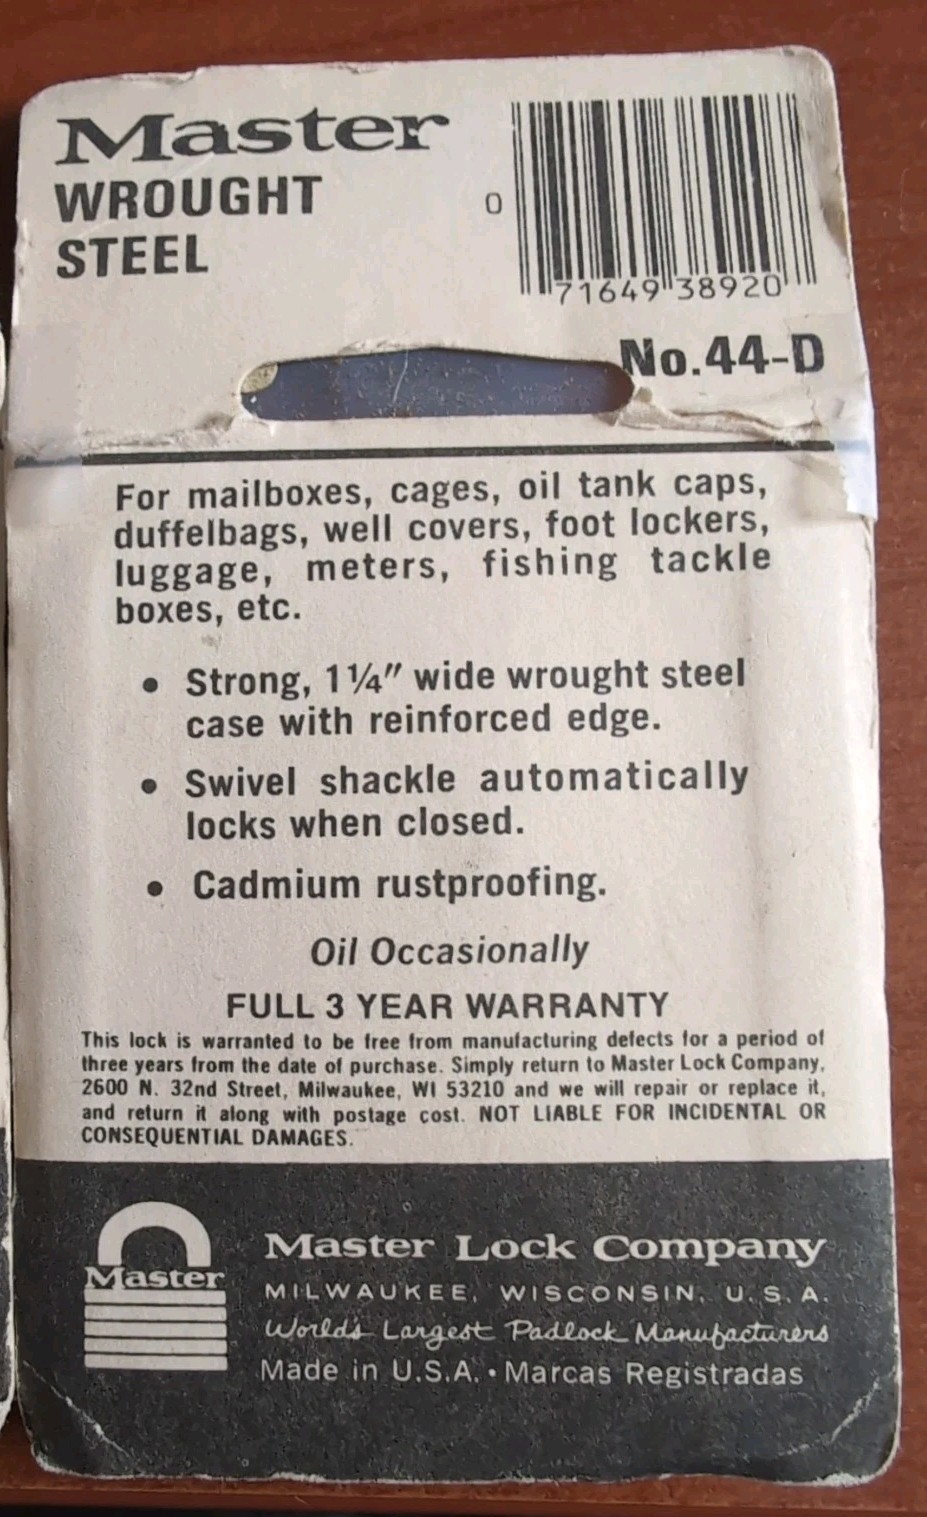 Master
WROUGHT
STEEL
0
71649 38920
No.44-D
For mailboxes, cages, oil tank caps,
duffelbags, well covers, foot lockers,
luggage, meters, fishing tackle
boxes, etc.
• Strong, 1¼" wide wrought steel
case with reinforced edge.
• Swivel shackle automatically
locks when closed.
• Cadmium rustproofing.
Oil Occasionally
FULL 3 YEAR WARRANTY
This lock is warranted to be free from manufacturing defects for a period of
three years from the date of purchase. Simply return to Master Lock Company,
2600 N. 32nd Street, Milwaukee, WI 53210 and we will repair or replace it,
and return it along with postage cost. NOT LIABLE FOR INCIDENTAL OR
CONSEQUENTIAL DAMAGES.
Master
Master Lock Company
MILWAUKEE, WISCONSIN, U.S.A.
World's Largest Padlock Manufacturers
Made in U.S.A. • Marcas Registradas